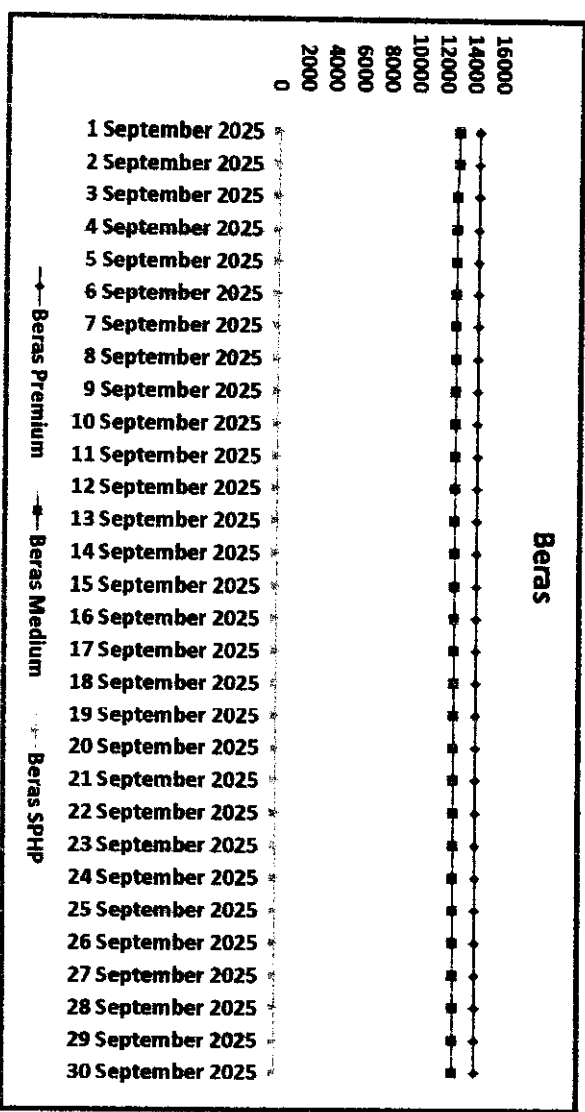 Beras
16000
14000
12000
10000
8000
6000
4000
2000
0
1 September 2025
2 September 2025
3 September 2025
4 September 2025
5 September 2025
6 September 2025
7 September 2025
8 September 2025
9 September 2025
10 September 2025
11 September 2025
12 September 2025
13 September 2025
14 September 2025
15 September 2025
16 September 2025
17 September 2025
18 September 2025
19 September 2025
20 September 2025
21 September 2025
22 September 2025
23 September 2025
24 September 2025
25 September 2025
26 September 2025
27 September 2025
28 September 2025
29 September 2025
30 September 2025
Beras Premium Beras Medium Beras SPHP